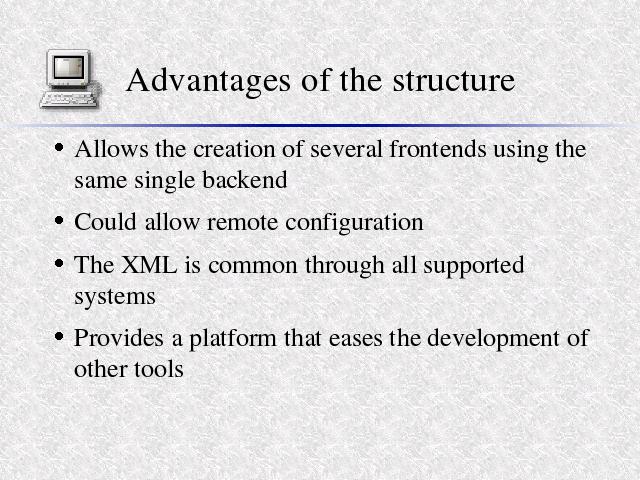 Advantages of the structure
• Allows the creation of several frontends using the
same single backend
• Could allow remote configuration
• The XML is common through all supported
systems
• Provides a platform that eases the development of
other tools